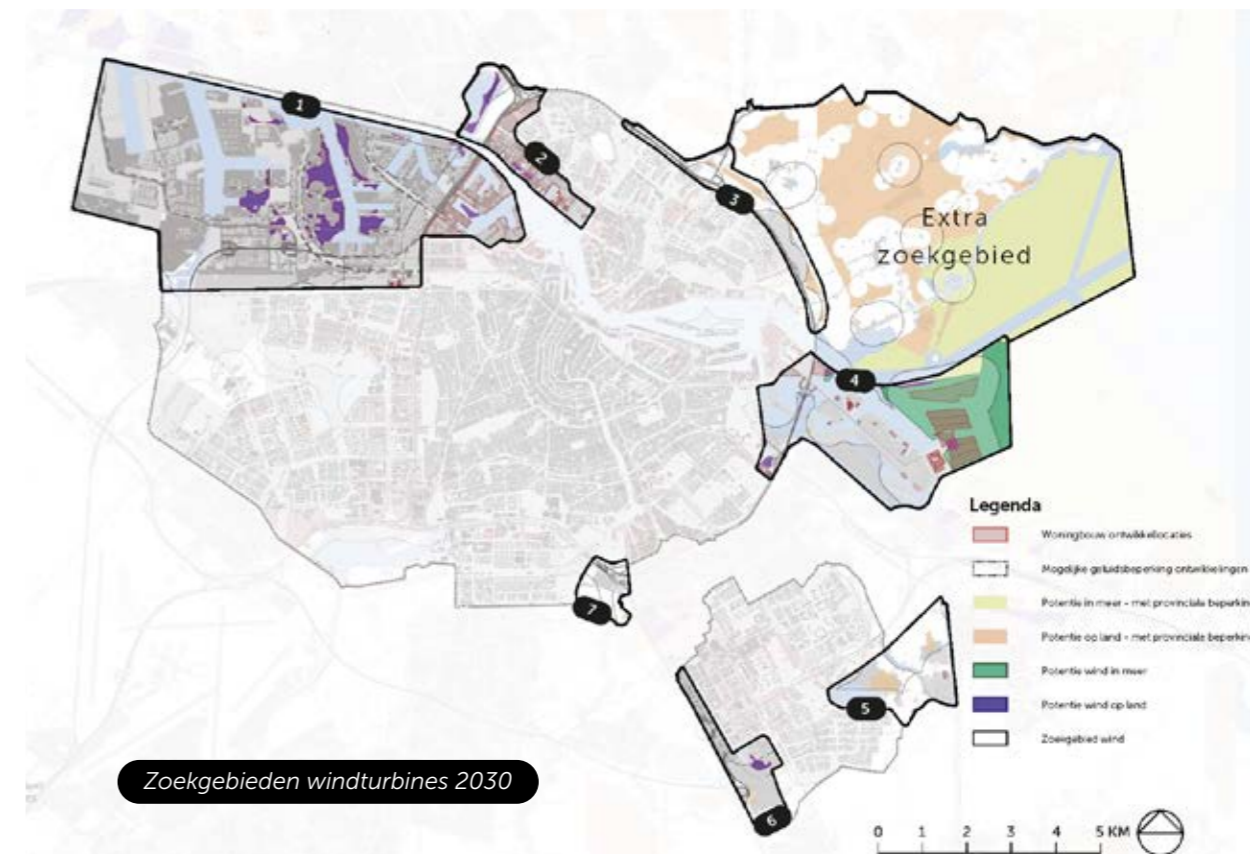 1
2
3
Extra
zoekgebied
4
Legenda
Woningbouw ontwikkellocaties
Mogelijke geluidsbeperking ontwikkelingen
Potentie in meer - met provinciale beperkin
Potentie op land - met provinciale beperkin
Potentie wind in meer
Potentie wind op land
Zoekgebied wind
7
5
6
Zoekgebieden windturbines 2030
0 1 2 3 4 5 KM